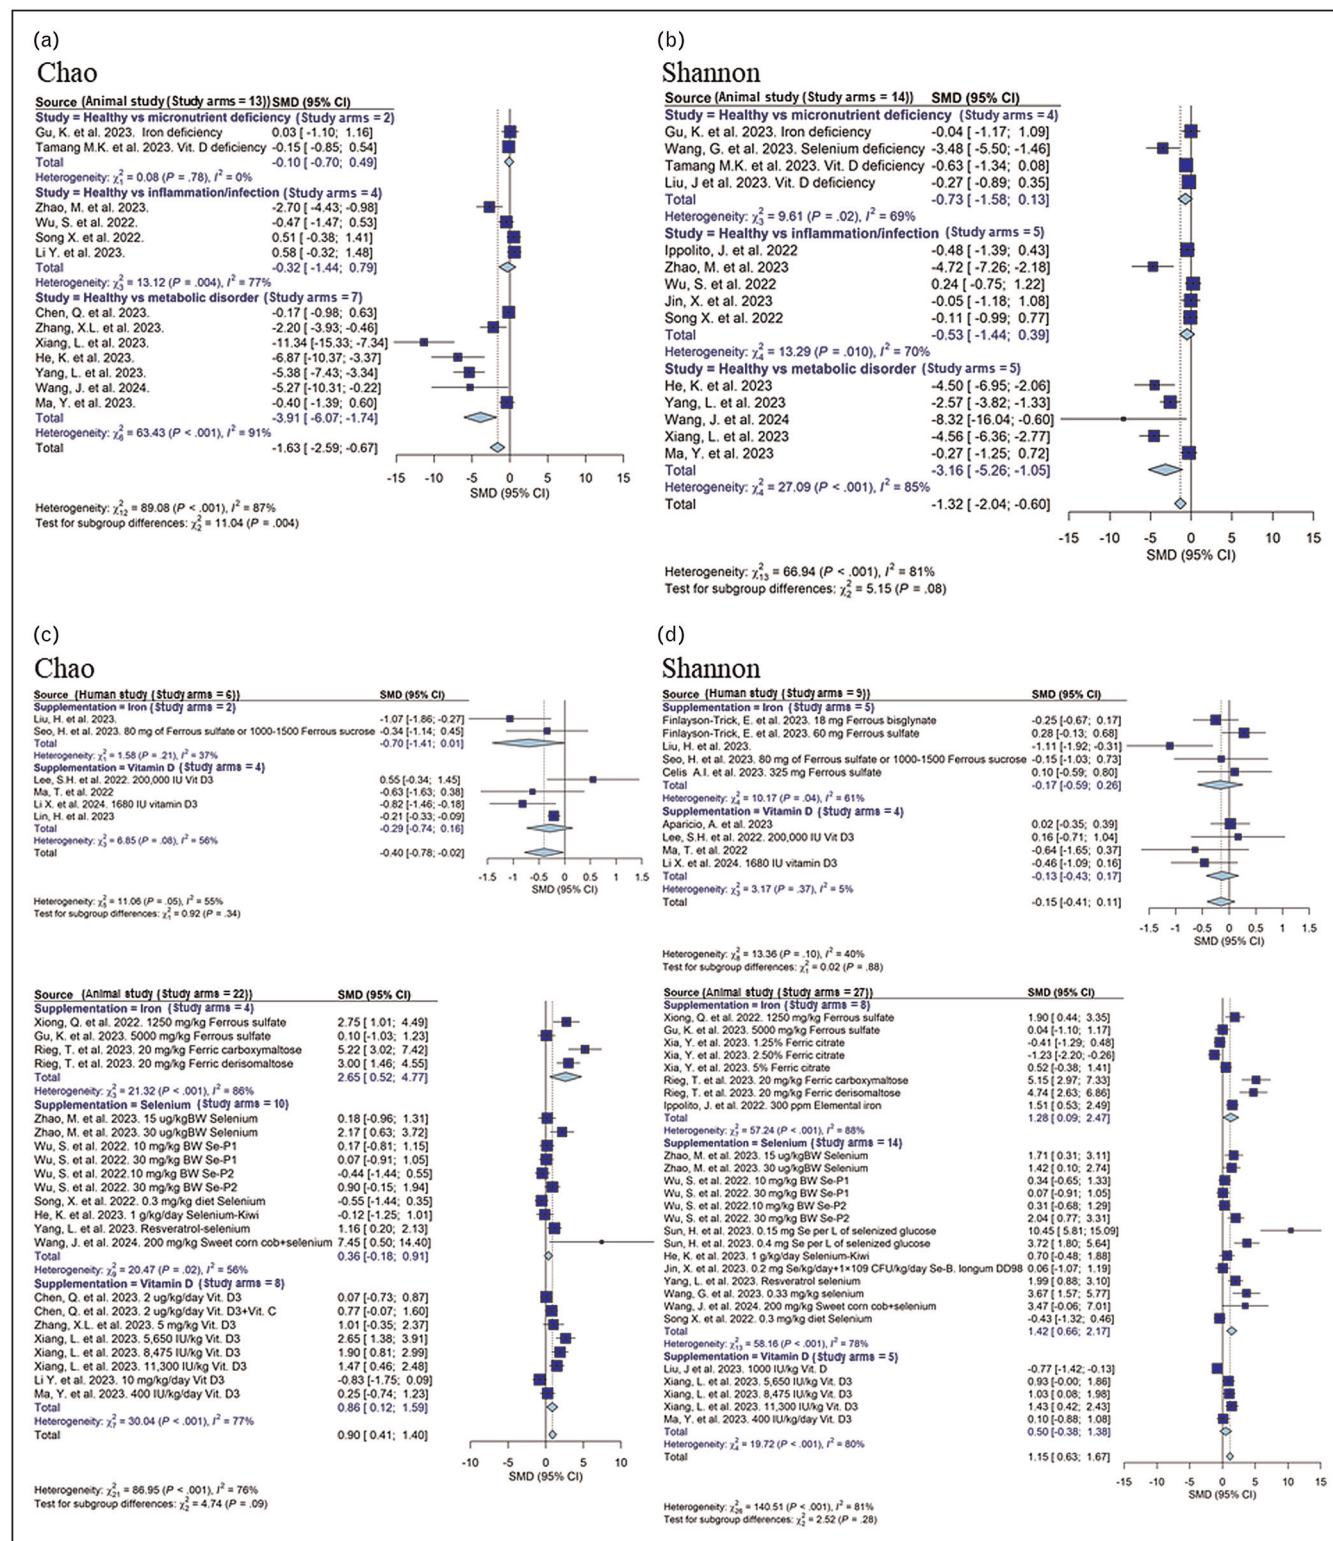 (a)
Chao
Source (Animal study (Study arms = 13)) SMD (95% CI)
Study = Healthy vs micronutrient deficiency (Study arms = 2)
Gu, K. et al. 2023. Iron deficiency 0.03 [-1.10; 1.16]
Tamang M.K. et al. 2023. Vit. D deficiency -0.15 [-0.85; 0.54]
Total -0.10 [-0.70; 0.49]
Heterogeneity: χ²₁ = 0.08 (P = .78), I² = 0%
Study = Healthy vs inflammation/infection (Study arms = 4)
Zhao, M. et al. 2023. -2.70 [-4.43; -0.98]
Wu, S. et al. 2022. -0.47 [-1.47; 0.53]
Song X. et al. 2022. 0.51 [-0.38; 1.41]
Li Y. et al. 2023. 0.58 [-0.32; 1.48]
Total -0.32 [-1.44; 0.79]
Heterogeneity: χ²₃ = 13.12 (P = .004), I² = 77%
Study = Healthy vs metabolic disorder (Study arms = 7)
Chen, Q. et al. 2023. -0.17 [-0.98; 0.63]
Zhang, X.L. et al. 2023. -2.20 [-3.93; -0.46]
Xiang, L. et al. 2023. -11.34 [-15.33; -7.34]
He, K. et al. 2023. -6.87 [-10.37; -3.37]
Yang, L. et al. 2023. -5.38 [-7.43; -3.34]
Wang, J. et al. 2024. -5.27 [-10.31; -0.22]
Ma, Y. et al. 2023. -0.40 [-1.39; 0.60]
Total -3.91 [-6.07; -1.74]
Heterogeneity: χ²₆ = 63.43 (P < .001), I² = 91%
Total -1.63 [-2.59; -0.67]
-15 -10 -5 0 5 10 15
SMD (95% CI)
Heterogeneity: χ²₁₂ = 89.08 (P < .001), I² = 87%
Test for subgroup differences: χ²₂ = 11.04 (P = .004)
(b)
Shannon
Source (Animal study (Study arms = 14)) SMD (95% CI)
Study = Healthy vs micronutrient deficiency (Study arms = 4)
Gu, K. et al. 2023. Iron deficiency -0.04 [-1.17; 1.09]
Wang, G. et al. 2023. Selenium deficiency -3.48 [-5.50; -1.46]
Tamang M.K. et al. 2023. Vit. D deficiency -0.63 [-1.34; 0.08]
Liu, J et al. 2023. Vit. D deficiency -0.27 [-0.89; 0.35]
Total -0.73 [-1.58; 0.13]
Heterogeneity: χ²₃ = 9.61 (P = .02), I² = 69%
Study = Healthy vs inflammation/infection (Study arms = 5)
Ippolito, J. et al. 2022 -0.48 [-1.39; 0.43]
Zhao, M. et al. 2023 -4.72 [-7.26; -2.18]
Wu, S. et al. 2022 0.24 [-0.75; 1.22]
Jin, X. et al. 2023 -0.05 [-1.18; 1.08]
Song X. et al. 2022 -0.11 [-0.99; 0.77]
Total -0.53 [-1.44; 0.39]
Heterogeneity: χ²₄ = 13.29 (P = .010), I² = 70%
Study = Healthy vs metabolic disorder (Study arms = 5)
He, K. et al. 2023 -4.50 [-6.95; -2.06]
Yang, L. et al. 2023 -2.57 [-3.82; -1.33]
Wang, J. et al. 2024 -8.32 [-16.04; -0.60]
Xiang, L. et al. 2023 -4.56 [-6.36; -2.77]
Ma, Y. et al. 2023 -0.27 [-1.25; 0.72]
Total -3.16 [-5.26; -1.05]
Heterogeneity: χ²₄ = 27.09 (P < .001), I² = 85%
Total -1.32 [-2.04; -0.60]
-15 -10 -5 0 5 10 15
SMD (95% CI)
Heterogeneity: χ²₁₃ = 66.94 (P < .001), I² = 81%
Test for subgroup differences: χ²₂ = 5.15 (P = .08)
(c)
Chao
Source (Human study (Study arms = 6)) SMD (95% CI)
Supplementation = Iron (Study arms = 2)
Liu, H. et al. 2023. -1.07 [-1.86; -0.27]
Seo, H. et al. 2023. 80 mg of Ferrous sulfate or 1000-1500 Ferrous sucrose -0.34 [-1.14; 0.45]
Total -0.70 [-1.41; 0.01]
Heterogeneity: χ²₁ = 1.58 (P = .21), I² = 37%
Supplementation = Vitamin D (Study arms = 4)
Lee, S.H. et al. 2022. 200,000 IU Vit D3 0.55 [-0.34; 1.45]
Ma, T. et al. 2022 -0.63 [-1.63; 0.38]
Li X. et al. 2024. 1680 IU vitamin D3 -0.82 [-1.46; -0.18]
Lin, H. et al. 2023 -0.21 [-0.33; -0.09]
Total -0.29 [-0.74; 0.16]
Heterogeneity: χ²₃ = 6.85 (P = .08), I² = 56%
Total -0.40 [-0.78; -0.02]
-1.5 -1 -0.5 0 0.5 1 1.5
SMD (95% CI)
Heterogeneity: χ²₅ = 11.06 (P = .05), I² = 55%
Test for subgroup differences: χ²₁ = 0.92 (P = .34)
Source (Animal study (Study arms = 22)) SMD (95% CI)
Supplementation = Iron (Study arms = 4)
Xiong, Q. et al. 2022. 1250 mg/kg Ferrous sulfate 2.75 [1.01; 4.49]
Gu, K. et al. 2023. 5000 mg/kg Ferrous sulfate 0.10 [-1.03; 1.23]
Rieg, T. et al. 2023. 20 mg/kg Ferric carboxymaltose 5.22 [3.02; 7.42]
Rieg, T. et al. 2023. 20 mg/kg Ferric derisomaltose 3.00 [1.46; 4.55]
Total 2.65 [0.52; 4.77]
Heterogeneity: χ²₃ = 21.32 (P < .001), I² = 86%
Supplementation = Selenium (Study arms = 10)
Zhao, M. et al. 2023. 15 ug/kgBW Selenium 0.18 [-0.96; 1.31]
Zhao, M. et al. 2023. 30 ug/kgBW Selenium 2.17 [0.63; 3.72]
Wu, S. et al. 2022. 10 mg/kg BW Se-P1 0.17 [-0.81; 1.15]
Wu, S. et al. 2022. 30 mg/kg BW Se-P1 0.07 [-0.91; 1.05]
Wu, S. et al. 2022.10 mg/kg BW Se-P2 -0.44 [-1.44; 0.55]
Wu, S. et al. 2022. 30 mg/kg BW Se-P2 0.90 [-0.15; 1.94]
Song, X. et al. 2022. 0.3 mg/kg diet Selenium -0.55 [-1.44; 0.35]
He, K. et al. 2023. 1 g/kg/day Selenium-Kiwi -0.12 [-1.25; 1.01]
Yang, L. et al. 2023. Resveratrol-selenium 1.16 [0.20; 2.13]
Wang, J. et al. 2024. 200 mg/kg Sweet corn cob+selenium 7.45 [0.50; 14.40]
Total 0.36 [-0.18; 0.91]
Heterogeneity: χ²₉ = 20.47 (P = .02), I² = 56%
Supplementation = Vitamin D (Study arms = 8)
Chen, Q. et al. 2023. 2 ug/kg/day Vit. D3 0.07 [-0.73; 0.87]
Chen, Q. et al. 2023. 2 ug/kg/day Vit. D3+Vit. C 0.77 [-0.07; 1.60]
Zhang, X.L. et al. 2023. 5 mg/kg Vit. D3 1.01 [-0.35; 2.37]
Xiang, L. et al. 2023. 5,650 IU/kg Vit. D3 2.65 [1.38; 3.91]
Xiang, L. et al. 2023. 8,475 IU/kg Vit. D3 1.90 [0.81; 2.99]
Xiang, L. et al. 2023. 11,300 IU/kg Vit. D3 1.47 [0.46; 2.48]
Li Y. et al. 2023. 10 mg/kg/day Vit D3 -0.83 [-1.75; 0.09]
Ma, Y. et al. 2023. 400 IU/kg/day Vit. D3 0.25 [-0.74; 1.23]
Total 0.86 [0.12; 1.59]
Heterogeneity: χ²₇ = 30.04 (P < .001), I² = 77%
Total 0.90 [0.41; 1.40]
-10 -5 0 5 10
SMD (95% CI)
Heterogeneity: χ²₂₁ = 86.95 (P < .001), I² = 76%
Test for subgroup differences: χ²₂ = 4.74 (P = .09)
(d)
Shannon
Source (Human study (Study arms = 9)) SMD (95% CI)
Supplementation = Iron (Study arms = 5)
Finlayson-Trick, E. et al. 2023. 18 mg Ferrous bisglynate -0.25 [-0.67; 0.17]
Finlayson-Trick, E. et al. 2023. 60 mg Ferrous sulfate 0.28 [-0.13; 0.68]
Liu, H. et al. 2023. -1.11 [-1.92; -0.31]
Seo, H. et al. 2023. 80 mg of Ferrous sulfate or 1000-1500 Ferrous sucrose -0.15 [-1.03; 0.73]
Celis A.I. et al. 2023. 325 mg Ferrous sulfate 0.10 [-0.59; 0.80]
Total -0.17 [-0.59; 0.26]
Heterogeneity: χ²₄ = 10.17 (P = .04), I² = 61%
Supplementation = Vitamin D (Study arms = 4)
Aparicio, A. et al. 2023 0.02 [-0.35; 0.39]
Lee, S.H. et al. 2022. 200,000 IU Vit D3 0.16 [-0.71; 1.04]
Ma, T. et al. 2022 -0.64 [-1.65; 0.37]
Li X. et al. 2024. 1680 IU vitamin D3 -0.46 [-1.09; 0.16]
Total -0.13 [-0.43; 0.17]
Heterogeneity: χ²₃ = 3.17 (P = .37), I² = 5%
Total -0.15 [-0.41; 0.11]
-1.5 -1 -0.5 0 0.5 1 1.5
SMD (95% CI)
Heterogeneity: χ²₈ = 13.36 (P = .10), I² = 40%
Test for subgroup differences: χ²₁ = 0.02 (P = .88)
Source (Animal study (Study arms = 27)) SMD (95% CI)
Supplementation = Iron (Study arms = 8)
Xiong, Q. et al. 2022. 1250 mg/kg Ferrous sulfate 1.90 [0.44; 3.35]
Gu, K. et al. 2023. 5000 mg/kg Ferrous sulfate 0.04 [-1.10; 1.17]
Xia, Y. et al. 2023. 1.25% Ferric citrate -0.41 [-1.29; 0.48]
Xia, Y. et al. 2023. 2.50% Ferric citrate -1.23 [-2.20; -0.26]
Xia, Y. et al. 2023. 5% Ferric citrate 0.52 [-0.38; 1.41]
Rieg, T. et al. 2023. 20 mg/kg Ferric carboxymaltose 5.15 [2.97; 7.33]
Rieg, T. et al. 2023. 20 mg/kg Ferric derisomaltose 4.74 [2.63; 6.86]
Ippolito, J. et al. 2022. 300 ppm Elemental iron 1.51 [0.53; 2.49]
Total 1.28 [0.09; 2.47]
Heterogeneity: χ²₇ = 57.24 (P < .001), I² = 88%
Supplementation = Selenium (Study arms = 14)
Zhao, M. et al. 2023. 15 ug/kgBW Selenium 1.71 [0.31; 3.11]
Zhao, M. et al. 2023. 30 ug/kgBW Selenium 1.42 [0.10; 2.74]
Wu, S. et al. 2022. 10 mg/kg BW Se-P1 0.34 [-0.65; 1.33]
Wu, S. et al. 2022. 30 mg/kg BW Se-P1 0.07 [-0.91; 1.05]
Wu, S. et al. 2022.10 mg/kg BW Se-P2 0.31 [-0.68; 1.29]
Wu, S. et al. 2022. 30 mg/kg BW Se-P2 2.04 [0.77; 3.31]
Sun, H. et al. 2023. 0.15 mg Se per L of selenized glucose 10.45 [5.81; 15.09]
Sun, H. et al. 2023. 0.4 mg Se per L of selenized glucose 3.72 [1.80; 5.64]
He, K. et al. 2023. 1 g/kg/day Selenium-Kiwi 0.70 [-0.48; 1.88]
Jin, X. et al. 2023. 0.2 mg Se/kg/day+1×109 CFU/kg/day Se-B. longum DD98 0.06 [-1.07; 1.19]
Yang, L. et al. 2023. Resveratrol selenium 1.99 [0.88; 3.10]
Wang, G. et al. 2023. 0.33 mg/kg selenium 3.67 [1.57; 5.77]
Wang, J. et al. 2024. 200 mg/kg Sweet corn cob+selenium 3.47 [-0.06; 7.01]
Song X. et al. 2022. 0.3 mg/kg diet Selenium -0.43 [-1.32; 0.46]
Total 1.42 [0.66; 2.17]
Heterogeneity: χ²₁₃ = 58.16 (P < .001), I² = 78%
Supplementation = Vitamin D (Study arms = 5)
Liu, J et al. 2023. 1000 IU/kg Vit. D -0.77 [-1.42; -0.13]
Xiang, L. et al. 2023. 5,650 IU/kg Vit. D3 0.93 [-0.00; 1.86]
Xiang, L. et al. 2023. 8,475 IU/kg Vit. D3 1.03 [0.08; 1.98]
Xiang, L. et al. 2023. 11,300 IU/kg Vit. D3 1.43 [0.42; 2.43]
Ma, Y. et al. 2023. 400 IU/kg/day Vit. D3 0.10 [-0.88; 1.08]
Total 0.50 [-0.38; 1.38]
Heterogeneity: χ²₄ = 19.72 (P < .001), I² = 80%
Total 1.15 [0.63; 1.67]
-15 -10 -5 0 5 10 15
SMD (95% CI)
Heterogeneity: χ²₂₆ = 140.51 (P < .001), I² = 81%
Test for subgroup differences: χ²₂ = 2.52 (P = .28)